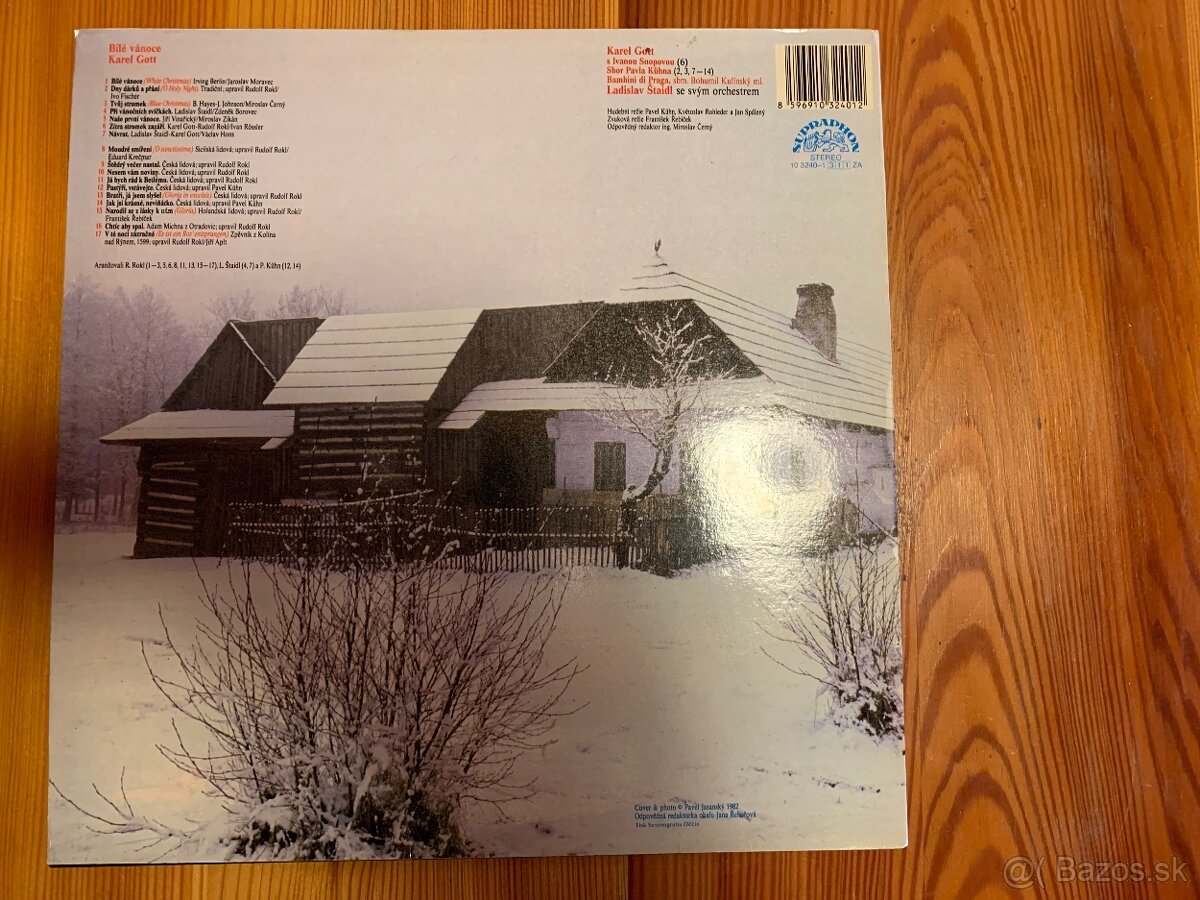 Bílé vánoce
Karel Gott
1 Bílé vánoce (White Christmas) Irving Berlin/Jaroslav Moravec
2 Dny dárků a přání (O Holy Night) Tradiční; upravil Rudolf Rokl/
Ivo Fischer
3 Tvůj stromek (Blue Christmas) B. Hayes-J. Johnson/Miroslav Černý
4 Při vánočních svíčkách. Ladislav Štaidl/Zdeněk Borovec
5 Naše první vánoce. Jiří Vinařický/Miroslav Zikán
6 Zítra stromek zazáří. Karel Gott-Rudolf Rokl/Ivan Rössler
7 Návrat. Ladislav Štaidl-Karel Gott/Václav Hons
8 Moudré smíření (O sanctissima) Sicilská lidová; upravil Rudolf Rokl/
Eduard Krečmar
9 Štědrý večer nastal. Česká lidová; upravil Rudolf Rokl
10 Nesem vám noviny. Česká lidová; upravil Rudolf Rokl
11 Já bych rád k Betlému. Česká lidová; upravil Rudolf Rokl
12 Pastýři, vstávejte. Česká lidová; upravil Pavel Kühn
13 Bratři, já jsem slyšel (Gloria in excelsis) Česká lidová; upravil Rudolf Rokl
14 Jak jsi krásné, neviňátko. Česká lidová; upravil Pavel Kühn
15 Narodil se z lásky k nám (Gloria) Holandská lidová; upravil Rudolf Rokl/
František Řebíček
16 Chtíc aby spal. Adam Michna z Otradovic; upravil Rudolf Rokl
17 V té noci zázračné (Es ist ein Ros' entsprungen) Zpěvník z Kolína
nad Rýnem, 1599; upravil Rudolf Rokl/Jiří Aplt
Aranžovali R. Rokl (1-3, 5, 6, 8, 11, 13, 15-17), L. Štaidl (4, 7) a P. Kühn (12, 14)
Karel Gott
s Ivanou Snopovou (6)
Sbor Pavla Kühna (2, 3, 7-14)
Bambini di Praga, sbm. Bohumil Kulínský ml.
Ladislav Štaidl se svým orchestrem
Hudební režie Pavel Kühn, Květoslav Rohleder a Jan Spálený
Zvuková režie František Řebíček
Odpovědný redaktor ing. Miroslav Černý
8 596910 324012
SUPRAPHON
STEREO
10 3240-1 311 ZA
Cover & photo © Pavel Jasanský 1982
Odpovědná redaktorka obalu Jana Řehořová
Tisk Severografia Děčín
@( Bazos.sk